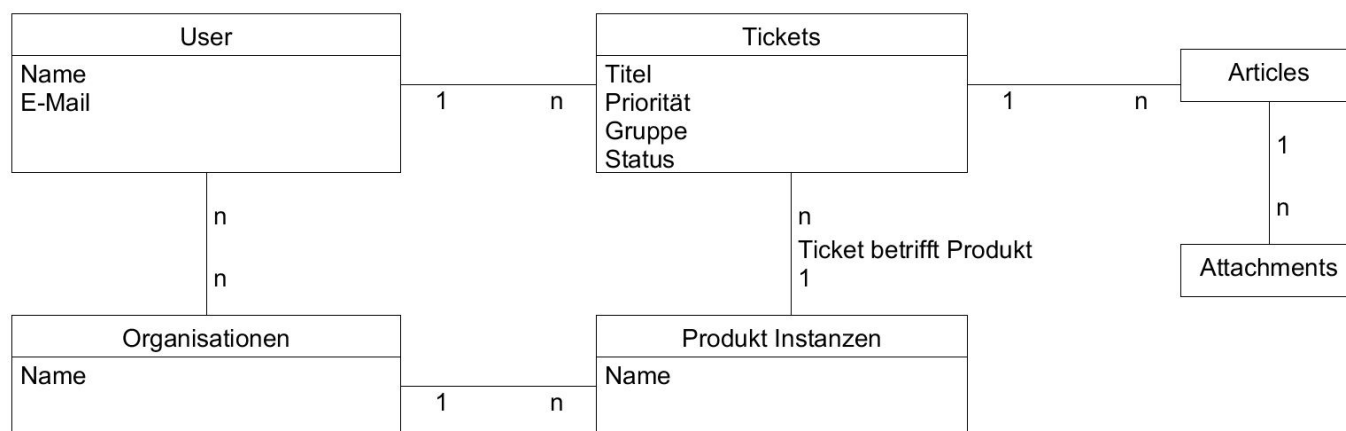 User
Name
E-Mail
1 n
Tickets
Titel
Priorität
Gruppe
Status
1 n
Articles
1
n
Attachments
n
n
n
Ticket betrifft Produkt
1
Organisationen
Name
1 n
Produkt Instanzen
Name